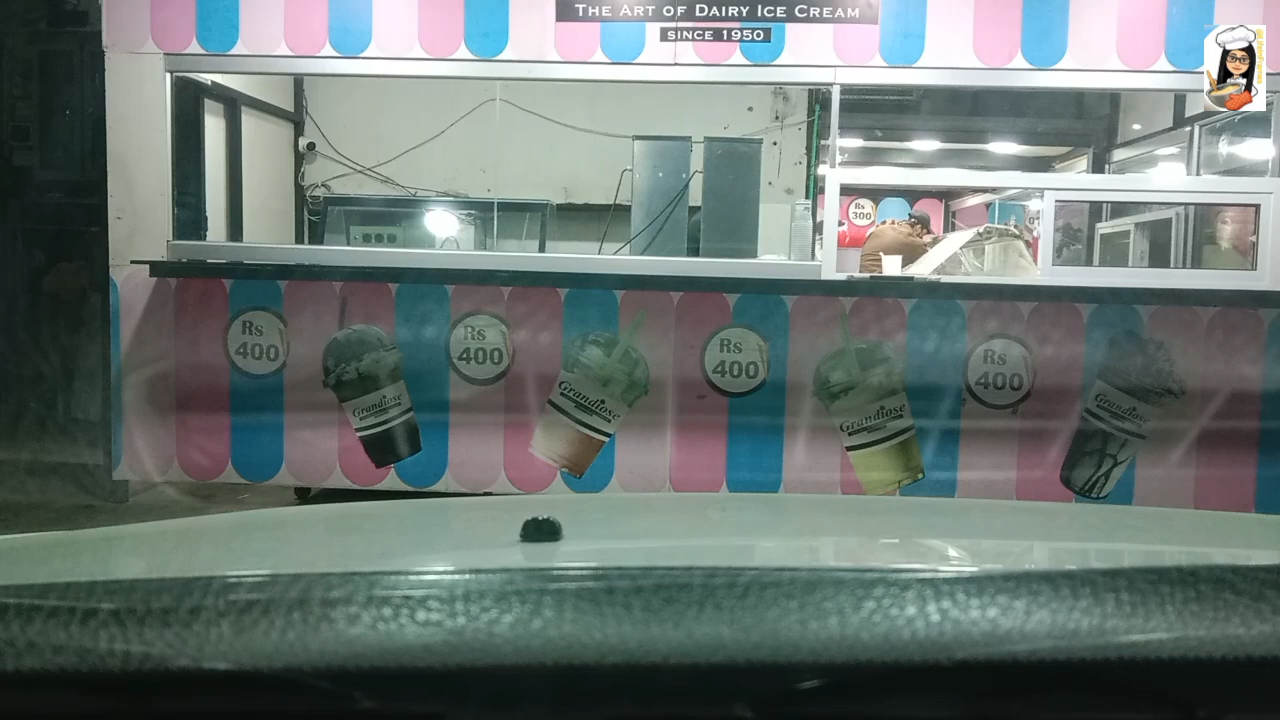 THE ART OF DAIRY ICE CREAM
SINCE 1950
Rs
300
Rs
400
Rs
400
Rs
400
Rs
400
Grandiose
Grandiose
Grandiose
Grandiose